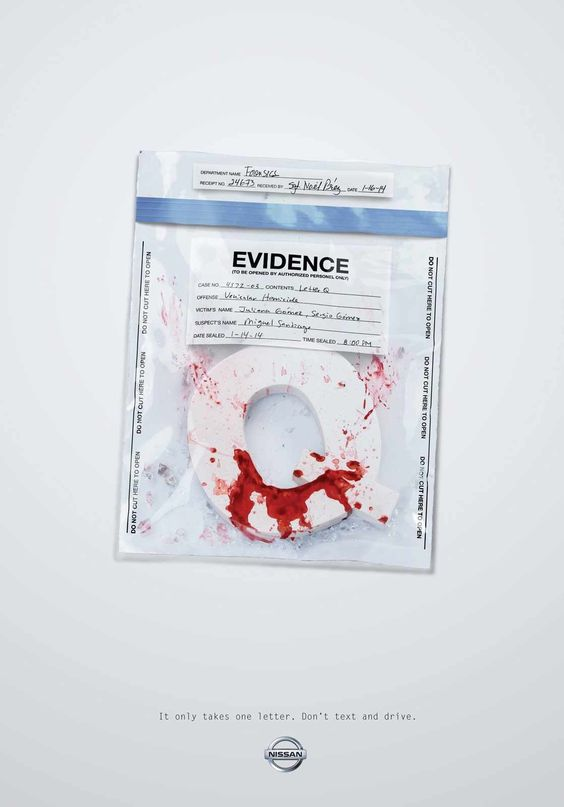 DEPARTMENT NAME Forensics
RECEIPT NO. 24673 RECEIVED BY Sgt. Noel Báez DATE 1-16-14
EVIDENCE
(TO BE OPENED BY AUTHORIZED PERSONEL ONLY)
CASE NO. 4572-03 CONTENTS Letter Q
OFFENSE Vehicular Homicide
VICTIM'S NAME Juliana Gómez, Sergio Gómez
SUSPECT'S NAME Miguel Santiago
DATE SEALED 1-14-14 TIME SEALED 8:00 PM
DO NOT CUT HERE TO OPEN
DO NOT CUT HERE TO OPEN
DO NOT CUT HERE TO OPEN
DO NOT CUT HERE TO OPEN
DO NOT CUT HERE TO OPEN
DO NOT CUT HERE TO OPEN
Q
It only takes one letter. Don't text and drive.
NISSAN